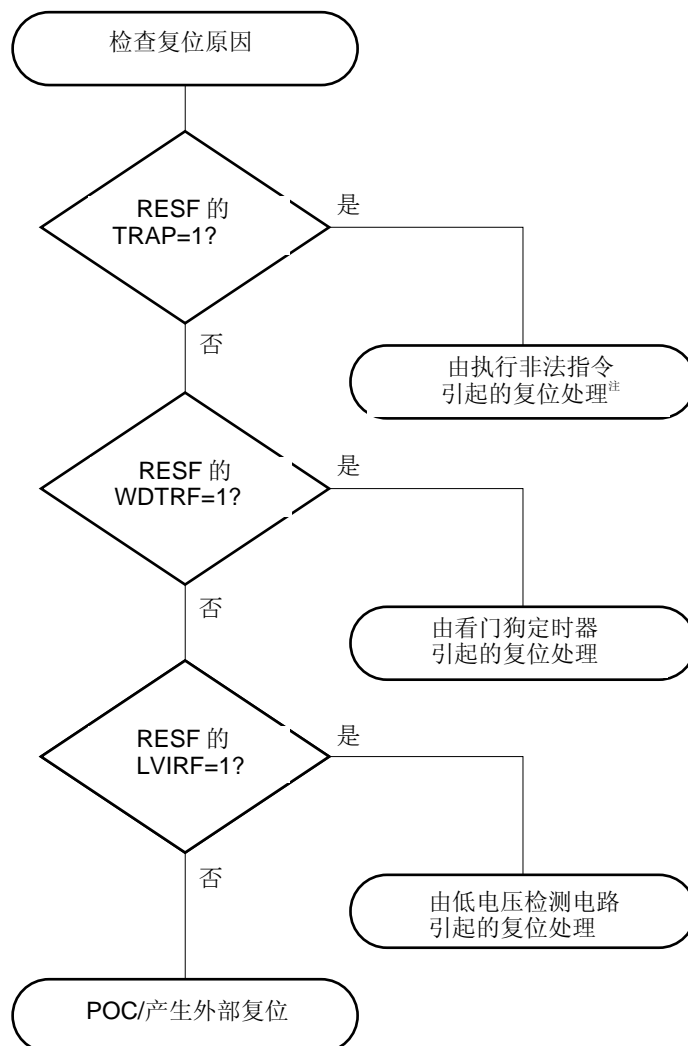 检查复位原因
RESF 的
TRAP=1?
是
否
由执行非法指令
引起的复位处理注
RESF 的
WDTRF=1?
是
否
由看门狗定时器
引起的复位处理
RESF 的
LVIRF=1?
是
否
由低电压检测电路
引起的复位处理
POC/产生外部复位